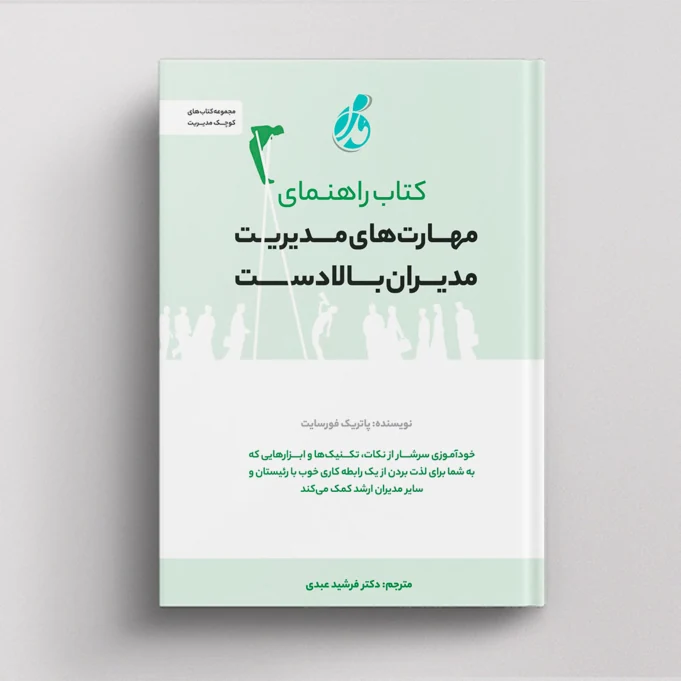 مجموعه کتاب‌های
کوچک مدیریت
کتاب راهنمای
مهارت‌های مدیریت
مدیران بالادست
نویسنده: پاتریک فورسایت
خودآموزی سرشار از نکات، تکنیک‌ها و ابزارهایی که
به شما برای لذت بردن از یک رابطه کاری خوب با رئیستان و
سایر مدیران ارشد کمک می‌کند
مترجم: دکتر فرشید عبدی